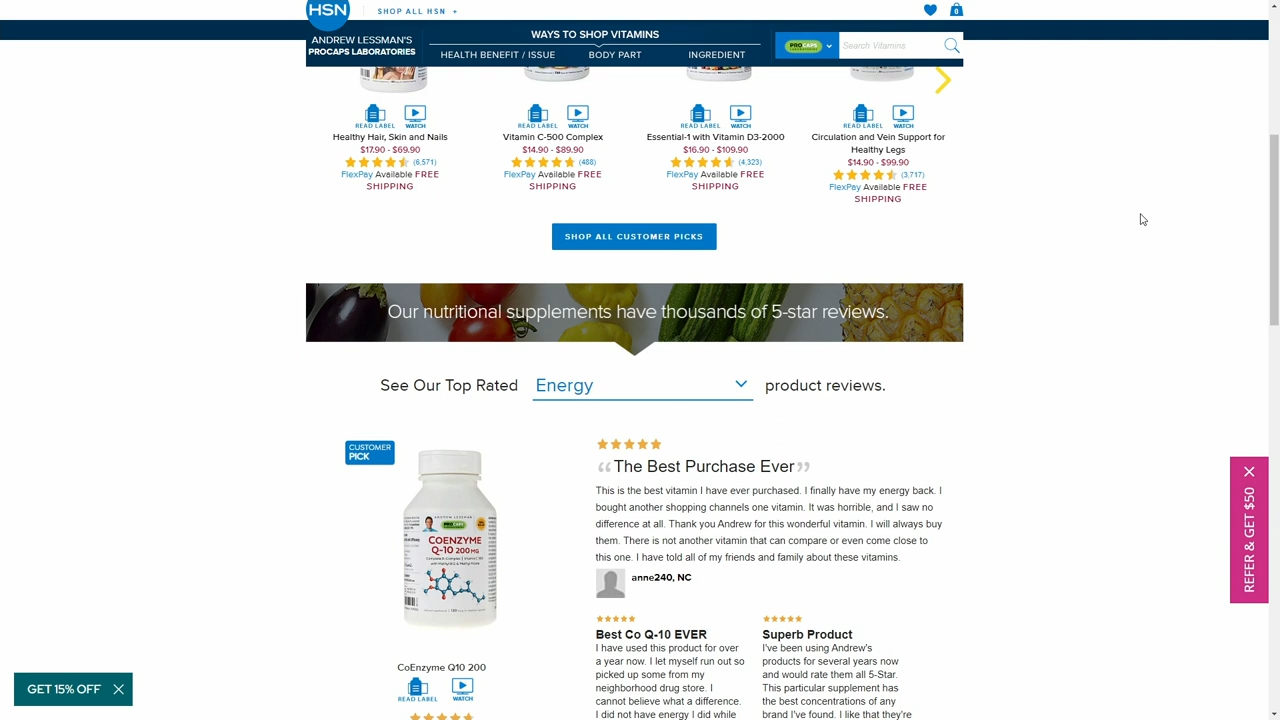 HSN
SHOP ALL HSN +
0
ANDREW LESSMAN'S
PROCAPS LABORATORIES
WAYS TO SHOP VITAMINS
HEALTH BENEFIT / ISSUE
BODY PART
INGREDIENT
PROCAPS
Search Vitamins
READ LABEL
WATCH
READ LABEL
WATCH
READ LABEL
WATCH
READ LABEL
WATCH
Healthy Hair, Skin and Nails
$17.90 - $69.90
(6,571)
FlexPay Available FREE
SHIPPING
Vitamin C-500 Complex
$14.90 - $89.90
(488)
FlexPay Available FREE
SHIPPING
Essential-1 with Vitamin D3-2000
$16.90 - $109.90
(4,323)
FlexPay Available FREE
SHIPPING
Circulation and Vein Support for
Healthy Legs
$14.90 - $99.90
(3,717)
FlexPay Available FREE
SHIPPING
SHOP ALL CUSTOMER PICKS
Our nutritional supplements have thousands of 5-star reviews.
See Our Top Rated Energy product reviews.
CUSTOMER
PICK
ANDREW LESSMAN
PROCAPS
COENZYME
Q-10 200 MG
CoEnzyme Q10 200
READ LABEL
WATCH
“The Best Purchase Ever”
This is the best vitamin I have ever purchased. I finally have my energy back. I
bought another shopping channels one vitamin. It was horrible, and I saw no
difference at all. Thank you Andrew for this wonderful vitamin. I will always buy
them. There is not another vitamin that can compare or even come close to
this one. I have told all of my friends and family about these vitamins.
anne240, NC
Best Co Q-10 EVER
I have used this product for over
a year now. I let myself run out so
picked up some from my
neighborhood drug store. I
cannot believe what a difference.
I did not have energy I did while
Superb Product
I've been using Andrew's
products for several years now
and would rate them all 5-Star.
This particular supplement has
the best concentrations of any
brand I've found. I like that they're
REFER & GET $50
GET 15% OFF